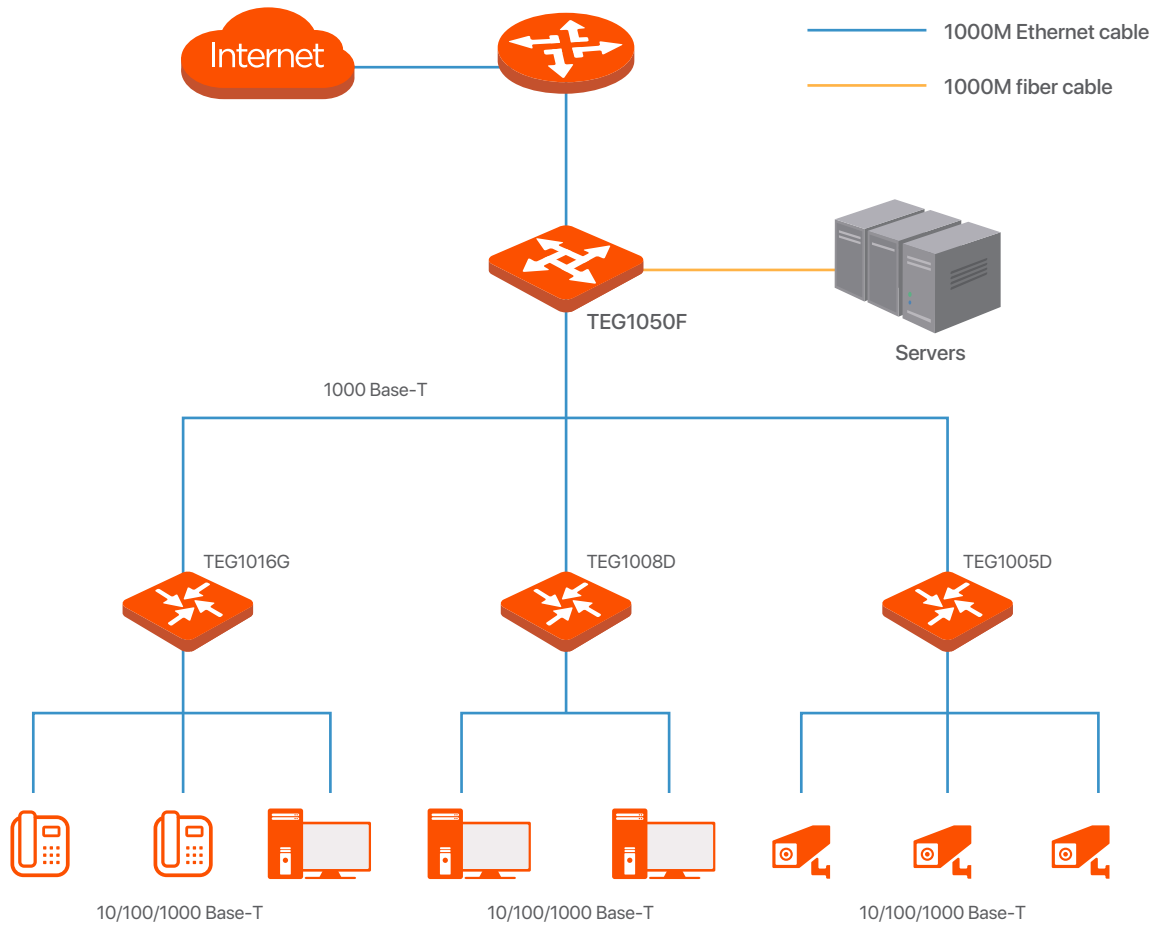 Internet
1000M Ethernet cable
1000M fiber cable
TEG1050F
Servers
1000 Base-T
TEG1016G
TEG1008D
TEG1005D
10/100/1000 Base-T
10/100/1000 Base-T
10/100/1000 Base-T